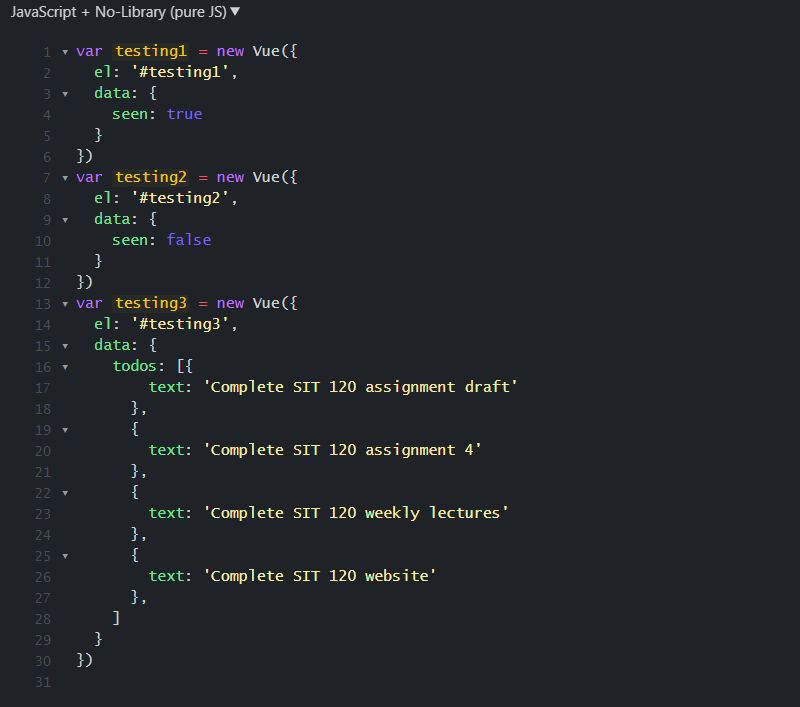 JavaScript + No-Library (pure JS) ▼
1 ▾ var testing1 = new Vue({
2 el: '#testing1',
3 ▾ data: {
4 seen: true
5 }
6 })
7 ▾ var testing2 = new Vue({
8 el: '#testing2',
9 ▾ data: {
10 seen: false
11 }
12 })
13 ▾ var testing3 = new Vue({
14 el: '#testing3',
15 ▾ data: {
16 ▾ todos: [{
17 text: 'Complete SIT 120 assignment draft'
18 },
19 ▾ {
20 text: 'Complete SIT 120 assignment 4'
21 },
22 ▾ {
23 text: 'Complete SIT 120 weekly lectures'
24 },
25 ▾ {
26 text: 'Complete SIT 120 website'
27 },
28 ]
29 }
30 })
31